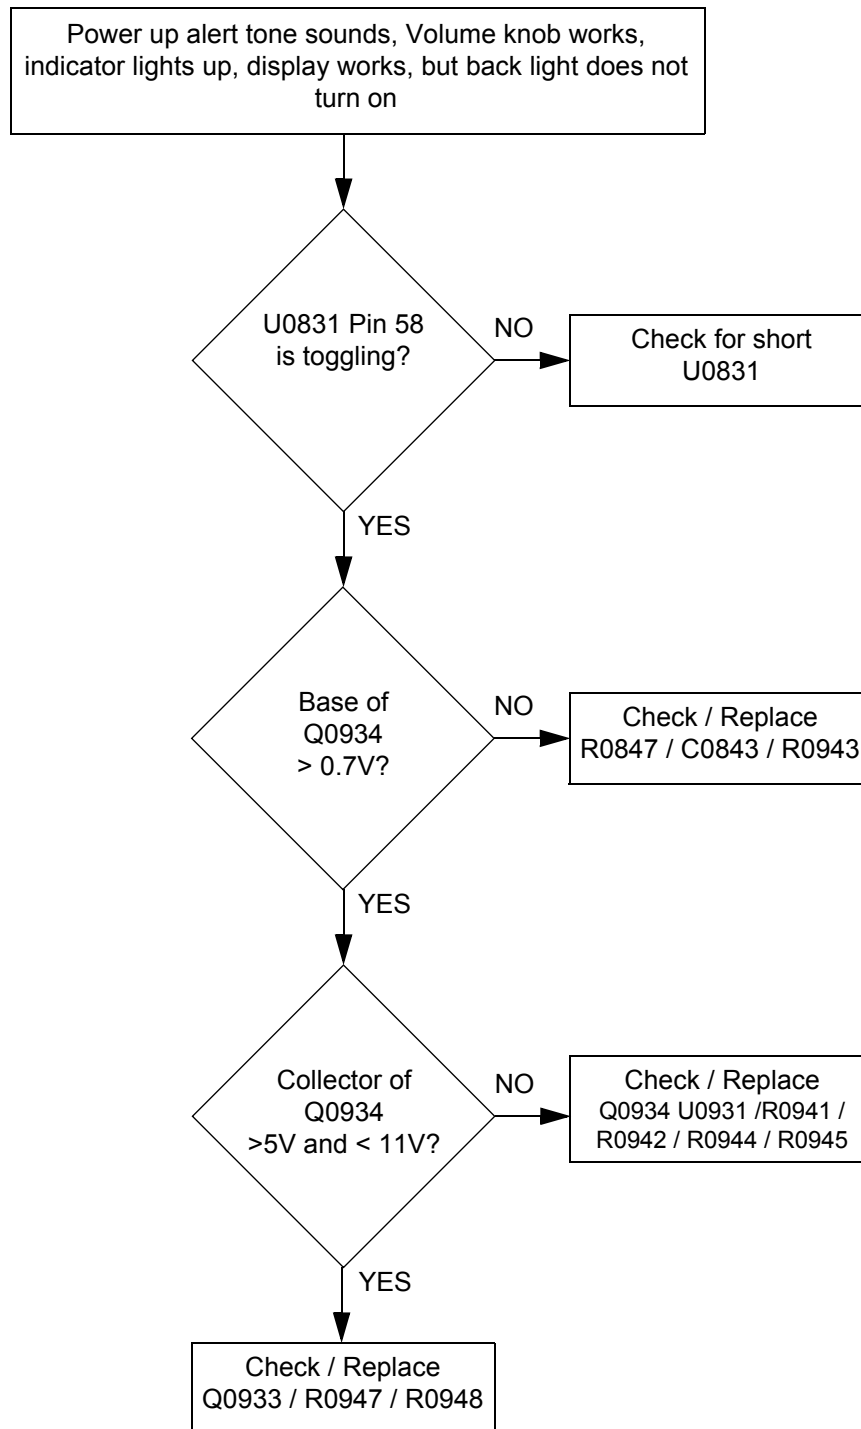 Power up alert tone sounds, Volume knob works,
indicator lights up, display works, but back light does not
turn on
U0831 Pin 58
is toggling?
NO
Check for short
U0831
YES
Base of
Q0934
> 0.7V?
NO
Check / Replace
R0847 / C0843 / R0943
YES
Collector of
Q0934
>5V and < 11V?
NO
Check / Replace
Q0934 U0931 /R0941 /
R0942 / R0944 / R0945
YES
Check / Replace
Q0933 / R0947 / R0948